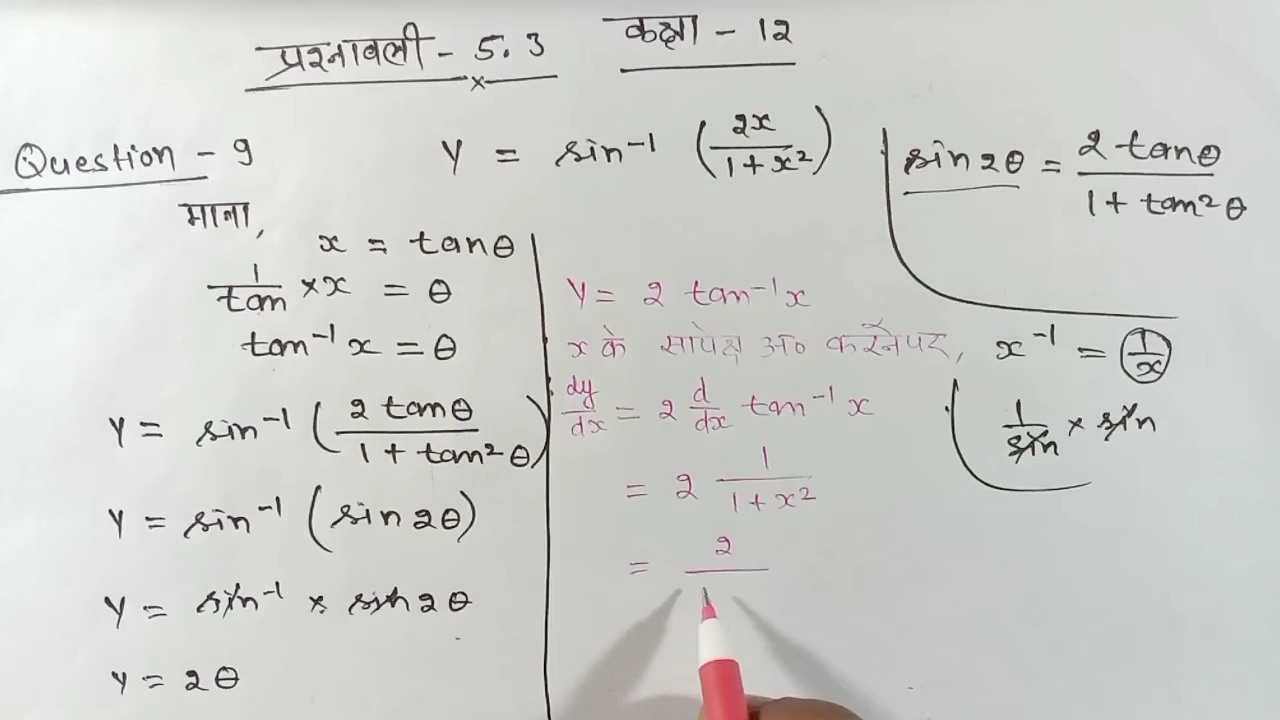 प्रश्नावली - 5.3 कक्षा - 12
Question - 9 y = sin⁻¹ (2x / 1+x²)
sin2θ = 2 tanθ / 1 + tan²θ
माना,
x = tanθ
1/tan × x = θ
tan⁻¹ x = θ
y = sin⁻¹ (2 tanθ / 1 + tan²θ)
y = sin⁻¹ (sin 2θ)
y = sin⁻¹ × sin 2θ
y = 2θ
y = 2 tan⁻¹x
x के सापेक्ष अ० करने पर,
dy/dx = 2 d/dx tan⁻¹ x
= 2 1/1+x²
= 2
x⁻¹ = 1/x
1/sin × sin